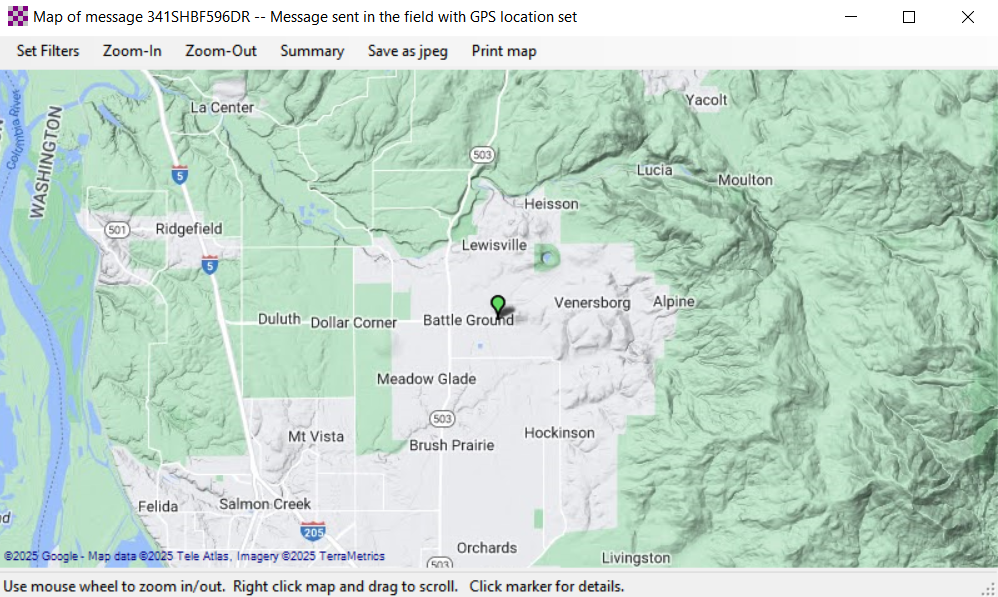 Map of message 341SHBF596DR -- Message sent in the field with GPS location set
Set Filters Zoom-In Zoom-Out Summary Save as jpeg Print map
Yacolt
La Center
Columbia River
WASHINGTON
503
5
Lucia
Moulton
Heisson
501
Ridgefield
Lewisville
5
Venersborg
Alpine
Duluth
Dollar Corner
Battle Ground
Meadow Glade
503
Mt Vista
Hockinson
Brush Prairie
Felida
Salmon Creek
205
Orchards
Livingston
503
©2025 Google - Map data ©2025 Tele Atlas, Imagery ©2025 TerraMetrics
Use mouse wheel to zoom in/out. Right click map and drag to scroll. Click marker for details.